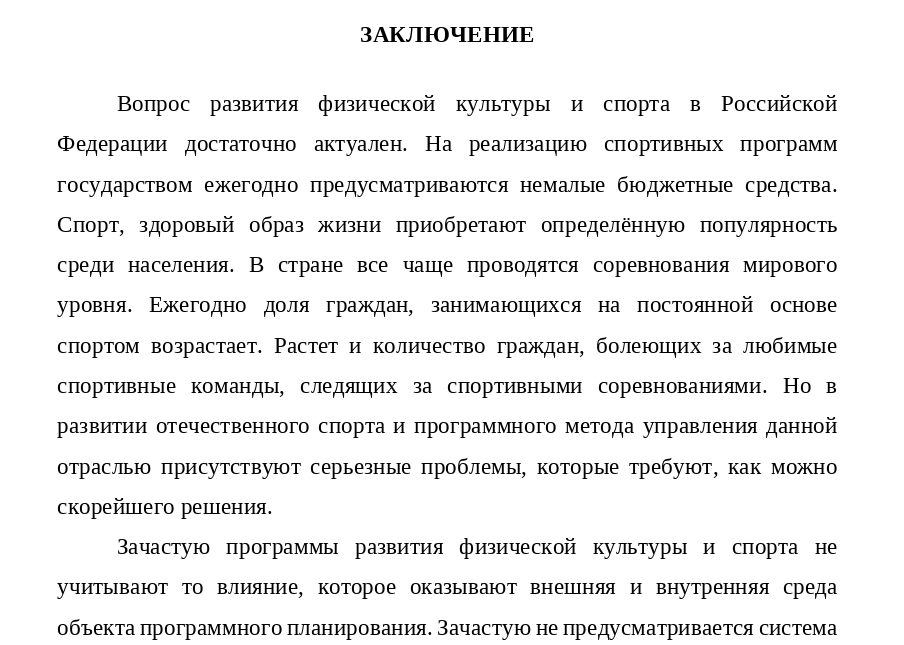 ЗАКЛЮЧЕНИЕ
Вопрос развития физической культуры и спорта в Российской
Федерации достаточно актуален. На реализацию спортивных программ
государством ежегодно предусматриваются немалые бюджетные средства.
Спорт, здоровый образ жизни приобретают определённую популярность
среди населения. В стране все чаще проводятся соревнования мирового
уровня. Ежегодно доля граждан, занимающихся на постоянной основе
спортом возрастает. Растет и количество граждан, болеющих за любимые
спортивные команды, следящих за спортивными соревнованиями. Но в
развитии отечественного спорта и программного метода управления данной
отраслью присутствуют серьезные проблемы, которые требуют, как можно
скорейшего решения.
Зачастую программы развития физической культуры и спорта не
учитывают то влияние, которое оказывают внешняя и внутренняя среда
объекта программного планирования. Зачастую не предусматривается система